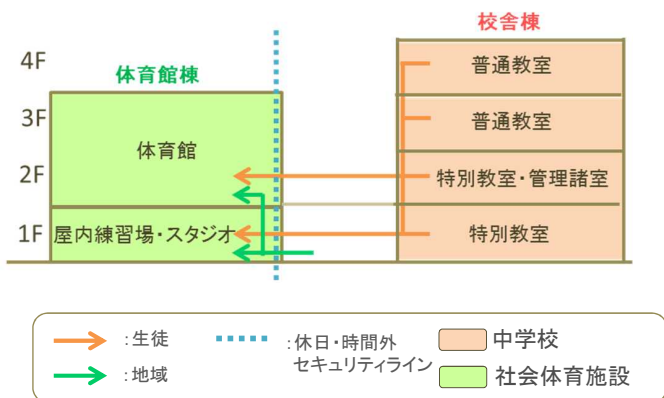 校舎棟
体育館棟
4F
普通教室
3F
体育館
普通教室
2F
特別教室・管理諸室
1F
屋内練習場・スタジオ
特別教室
:生徒
:地域
:休日・時間外
セキュリティライン
中学校
社会体育施設